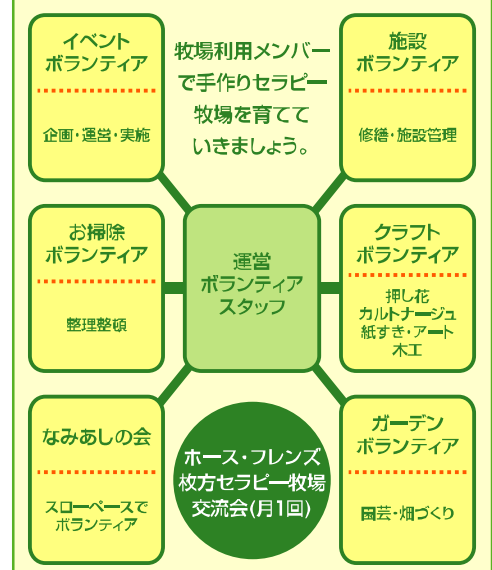 イベント
ボランティア
企画・運営・実施
牧場利用メンバー
で手作りセラピー
牧場を育てて
いきましょう。
施設
ボランティア
修繕・施設管理
お掃除
ボランティア
整理整頓
運営
ボランティア
スタッフ
クラフト
ボランティア
押し花
カルトナージュ
紙すき・アート
木工
なみあしの会
スローペースで
ボランティア
ホース・フレンズ
枚方セラピー牧場
交流会(月1回)
ガーデン
ボランティア
園芸・畑づくり